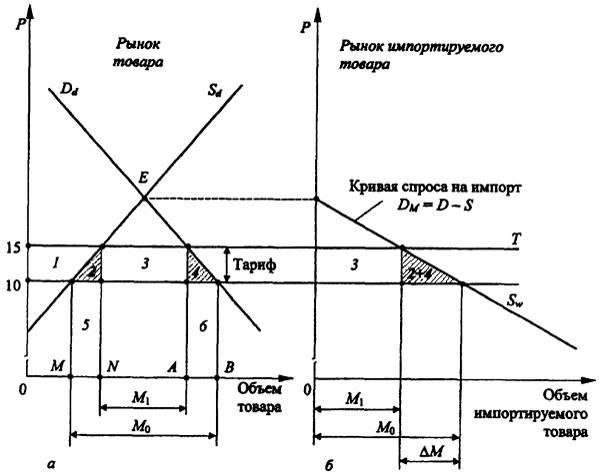 P
Рынок
товара
D_d
S_d
E
15
1
2
3
4
Тариф
10
5
6
M
N
A
B
0
Объем
товара
M₁
M₀
а
P
Рынок импортируемого
товара
Кривая спроса на импорт
D_M = D – S
T
3
2+4
S_w
0
M₁
Объем
импортируемого
товара
M₀
ΔM
б